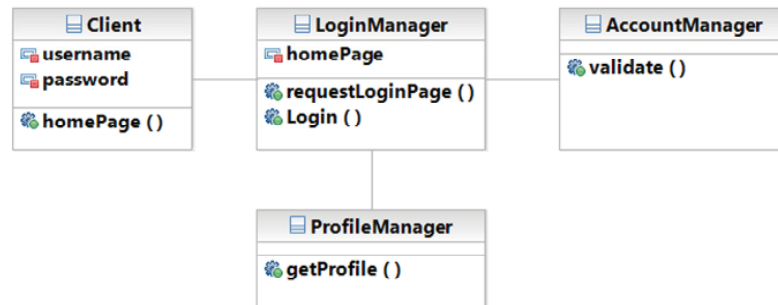 Client
username
password
homePage ( )
LoginManager
homePage
requestLoginPage ( )
Login ( )
AccountManager
validate ( )
ProfileManager
getProfile ( )